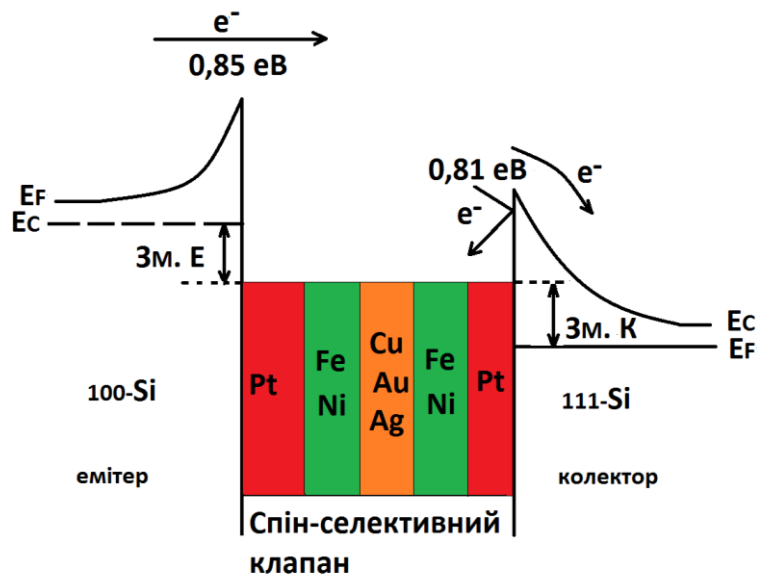 e⁻
0,85 еВ
0,81 еВ
e⁻
e⁻
EF
EC
Зм. Е
Зм. К
EC
EF
Pt
Fe
Ni
Cu
Au
Ag
Fe
Ni
Pt
100-Si
111-Si
емітер
колектор
Спін-селективний
клапан